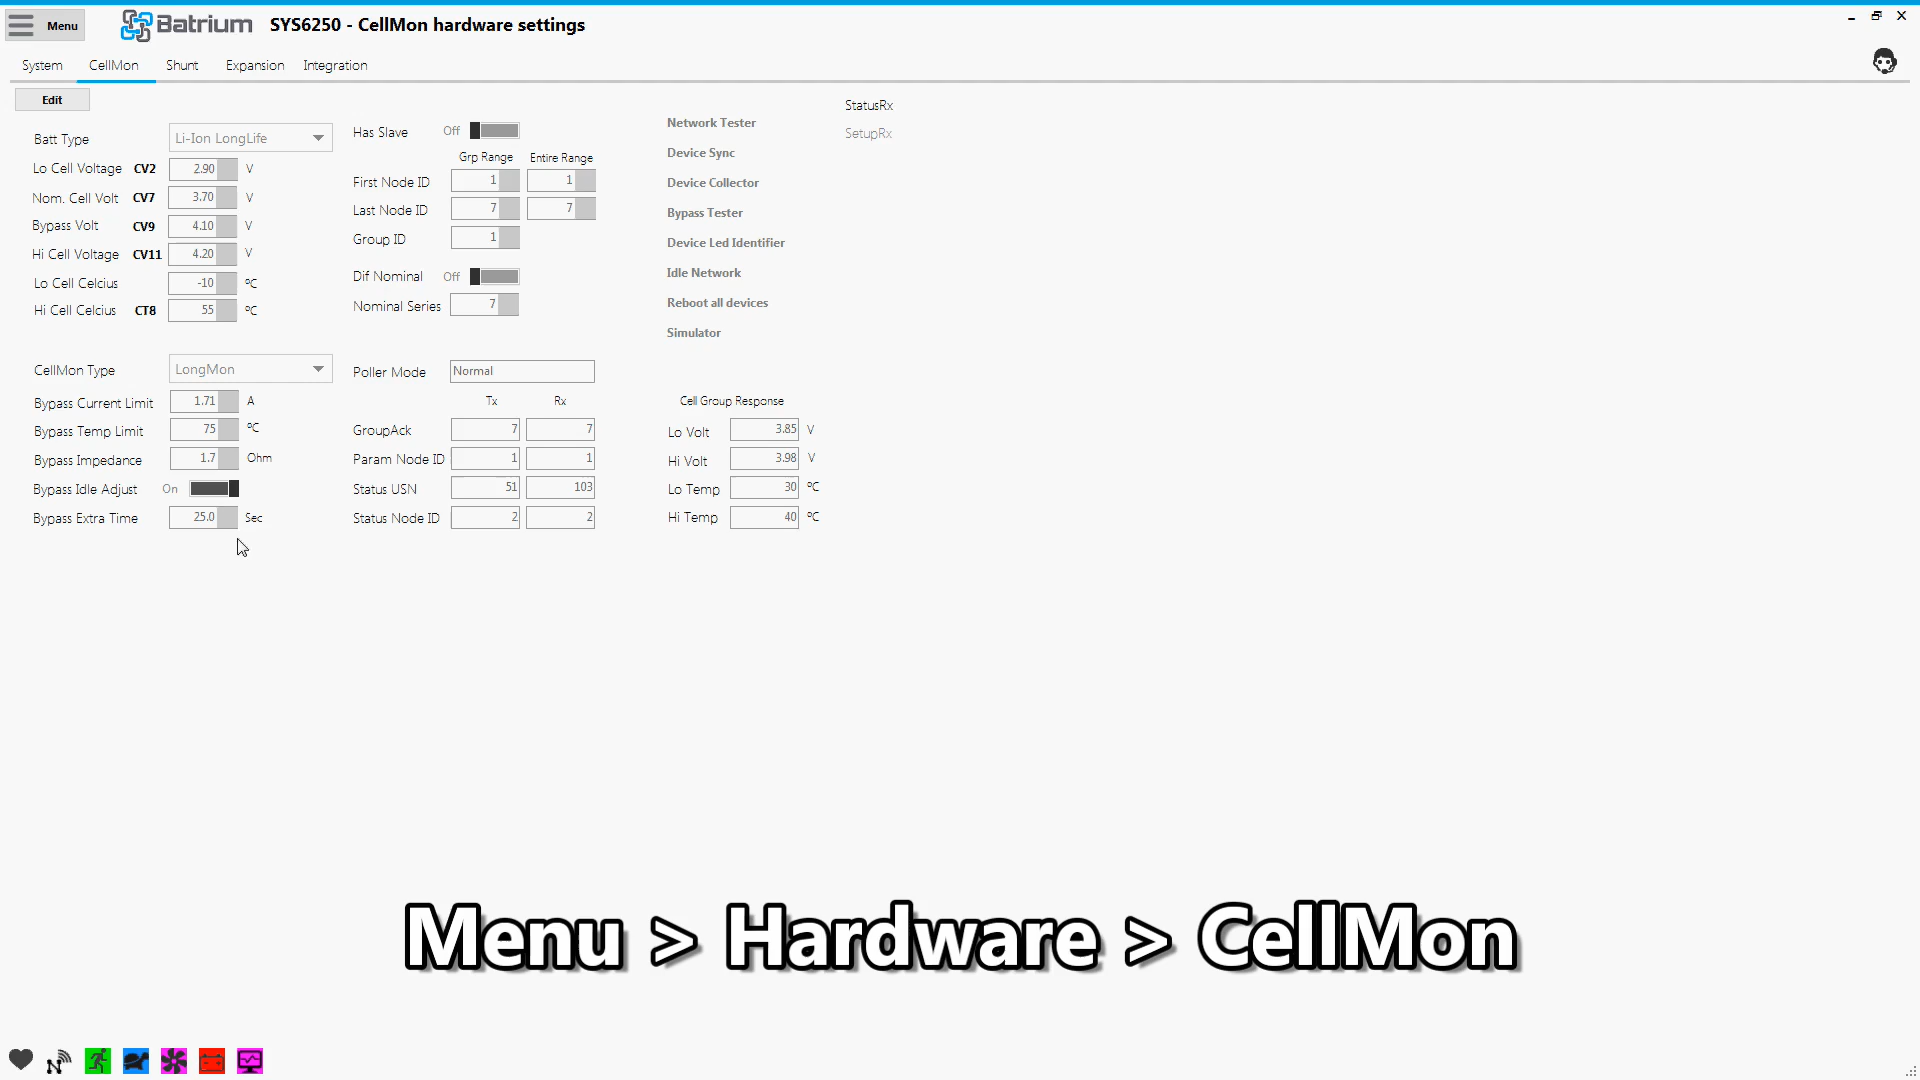 Menu
Batrium
SYS6250 - CellMon hardware settings
System CellMon Shunt Expansion Integration
Edit
Batt Type Li-Ion LongLife
Lo Cell Voltage CV2 2.90 V
Nom. Cell Volt CV7 3.70 V
Bypass Volt CV9 4.10 V
Hi Cell Voltage CV11 4.20 V
Lo Cell Celcius -10 ºC
Hi Cell Celcius CT8 55 ºC
CellMon Type LongMon
Bypass Current Limit 1.71 A
Bypass Temp Limit 75 ºC
Bypass Impedance 1.7 Ohm
Bypass Idle Adjust On
Bypass Extra Time 25.0 Sec
Has Slave Off
Grp Range Entire Range
First Node ID 1 1
Last Node ID 7 7
Group ID 1
Dif Nominal Off
Nominal Series 7
Poller Mode Normal
Tx Rx
GroupAck 7 7
Param Node ID 1 1
Status USN 51 103
Status Node ID 2 2
Network Tester
Device Sync
Device Collector
Bypass Tester
Device Led Identifier
Idle Network
Reboot all devices
Simulator
Cell Group Response
Lo Volt 3.85 V
Hi Volt 3.98 V
Lo Temp 30 ºC
Hi Temp 40 ºC
StatusRx
SetupRx
Menu > Hardware > CellMon
N